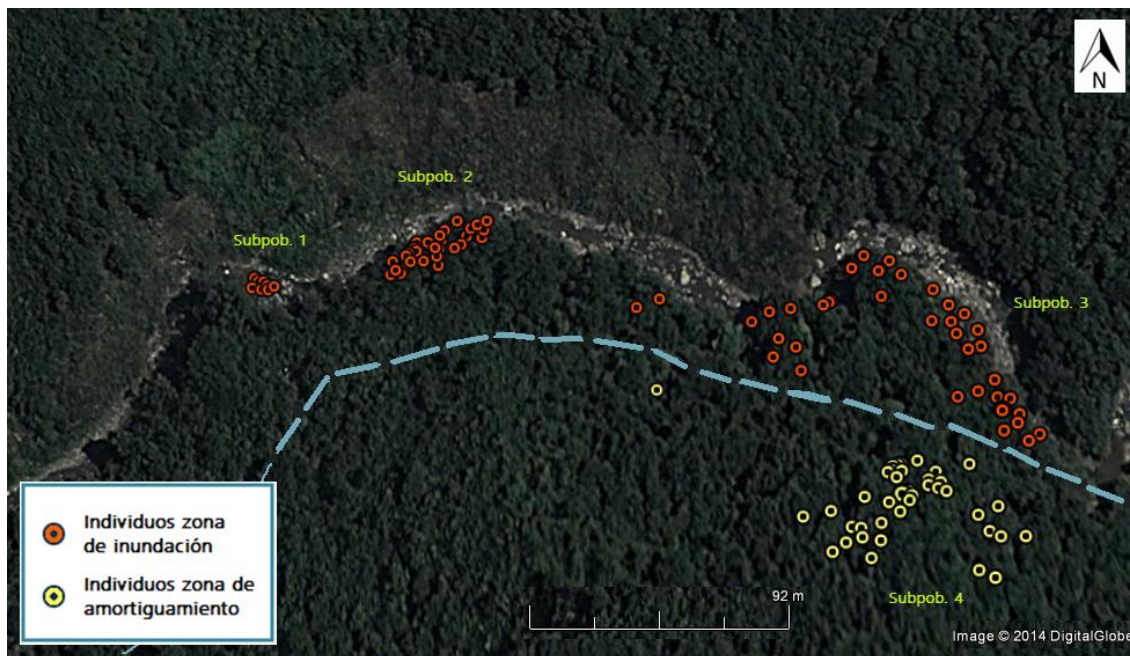 N
Subpob. 2
Subpob. 1
Subpob. 3
Individuos zona
de inundación
Individuos zona de
amortiguamiento
92 m
Subpob. 4
Image © 2014 DigitalGlobe